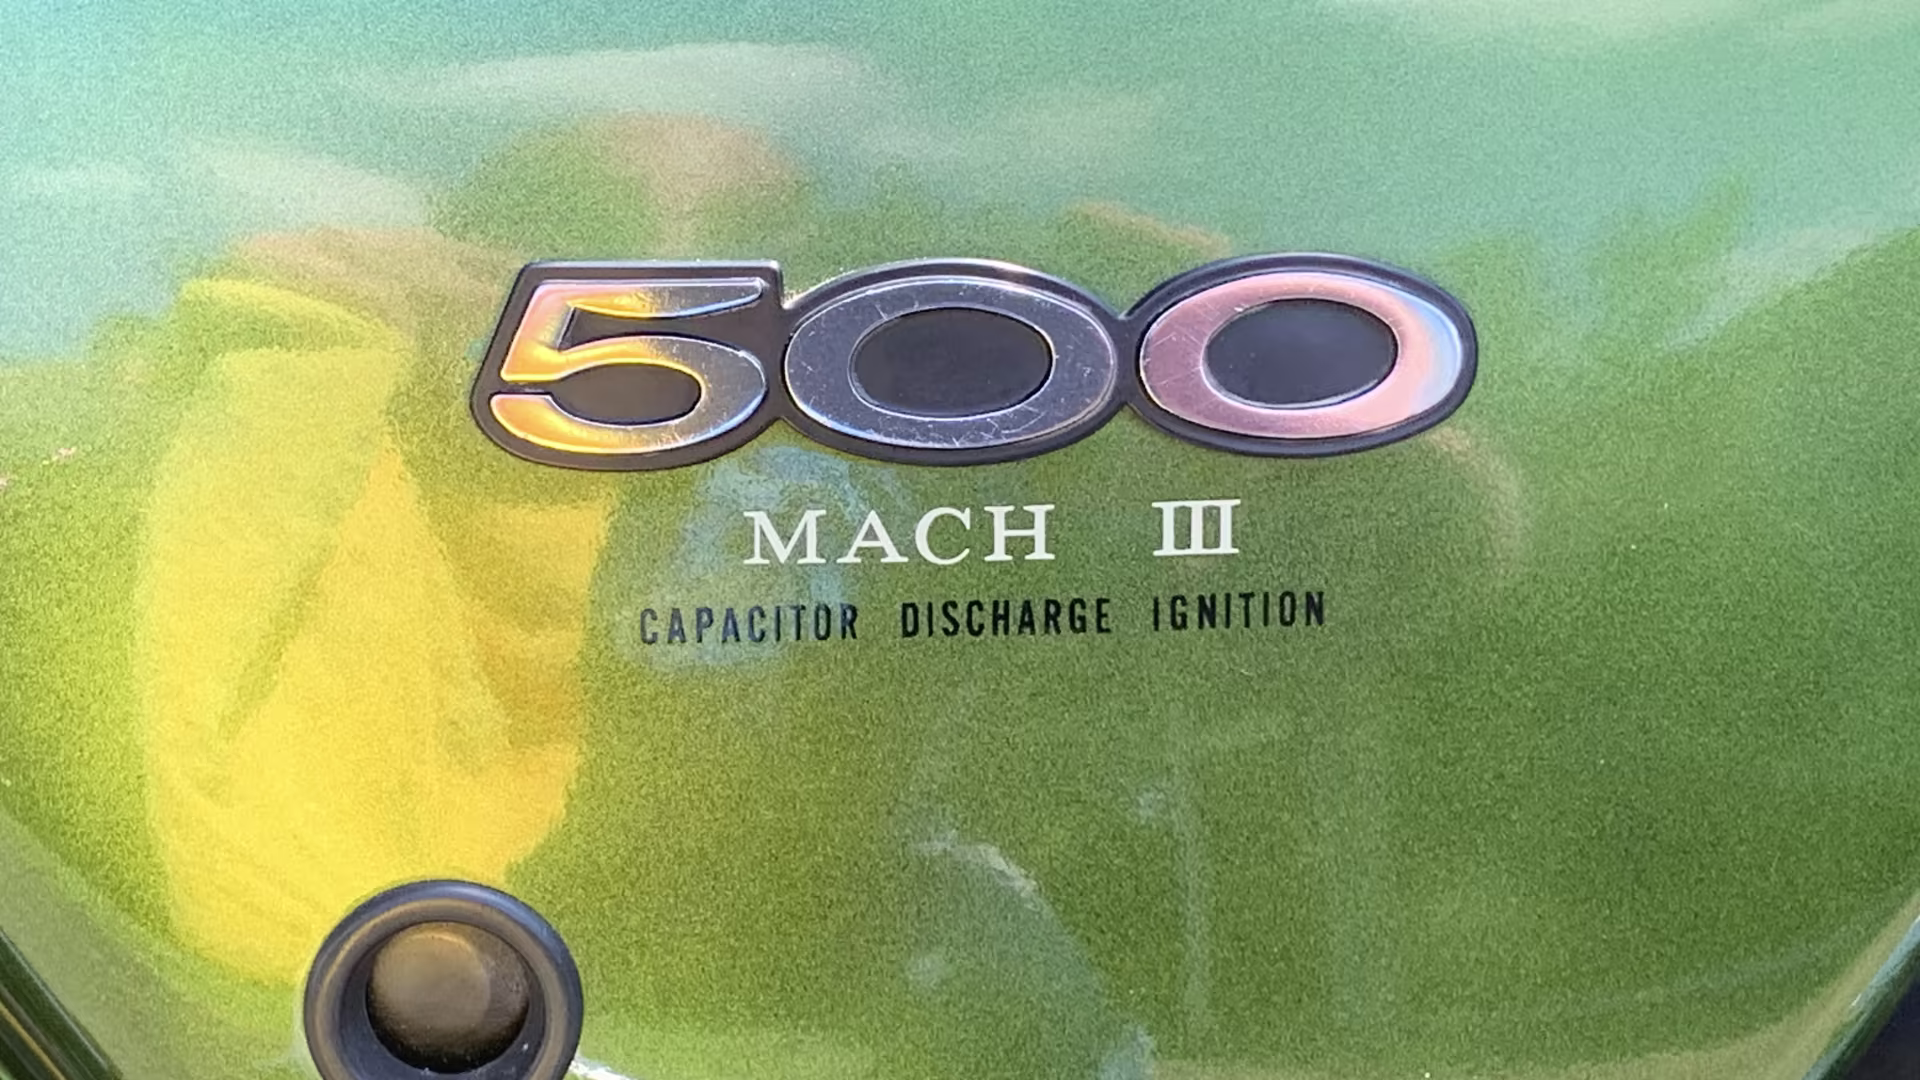 500
MACH III
CAPACITOR DISCHARGE IGNITION